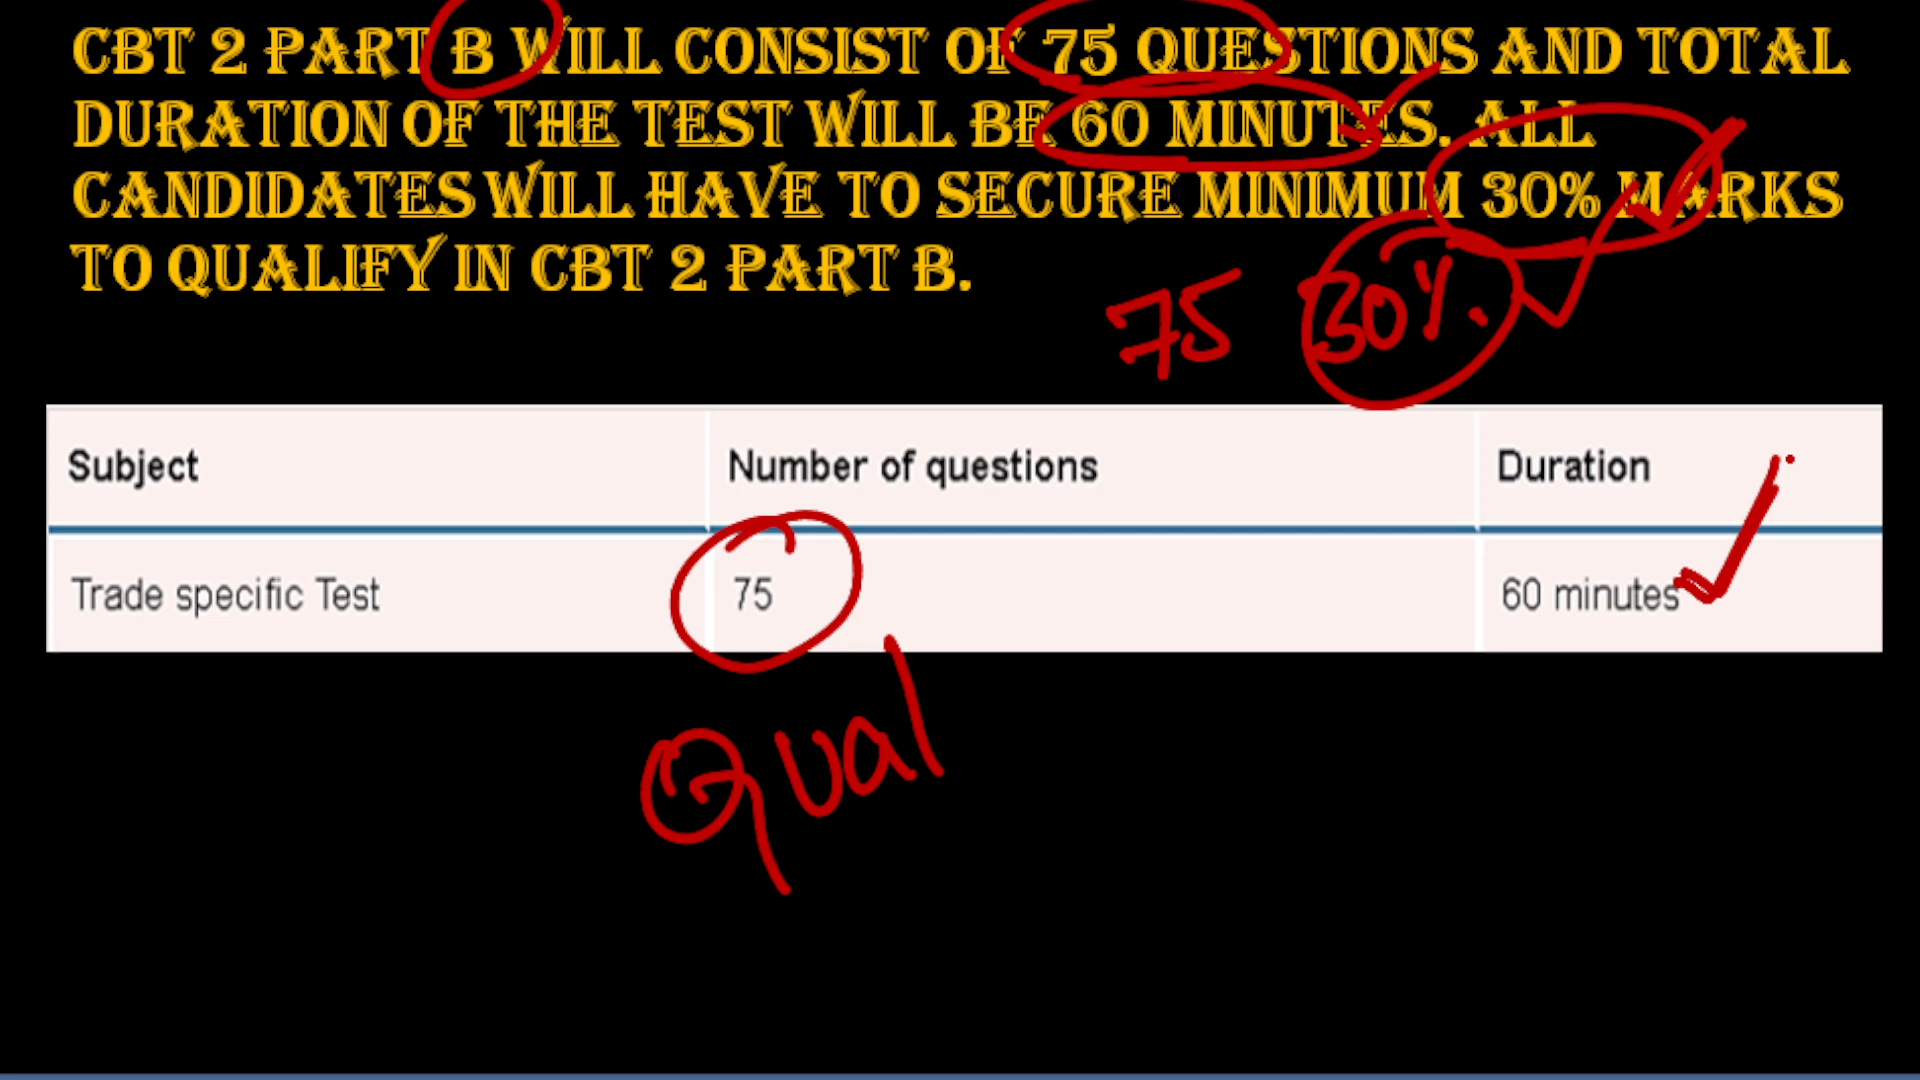 CBT 2 PART B WILL CONSIST OF 75 QUESTIONS AND TOTAL
DURATION OF THE TEST WILL BE 60 MINUTES. ALL
CANDIDATES WILL HAVE TO SECURE MINIMUM 30% MARKS
TO QUALIFY IN CBT 2 PART B.
75 30%.
Subject Number of questions Duration
Trade specific Test 75 60 minutes
Qual